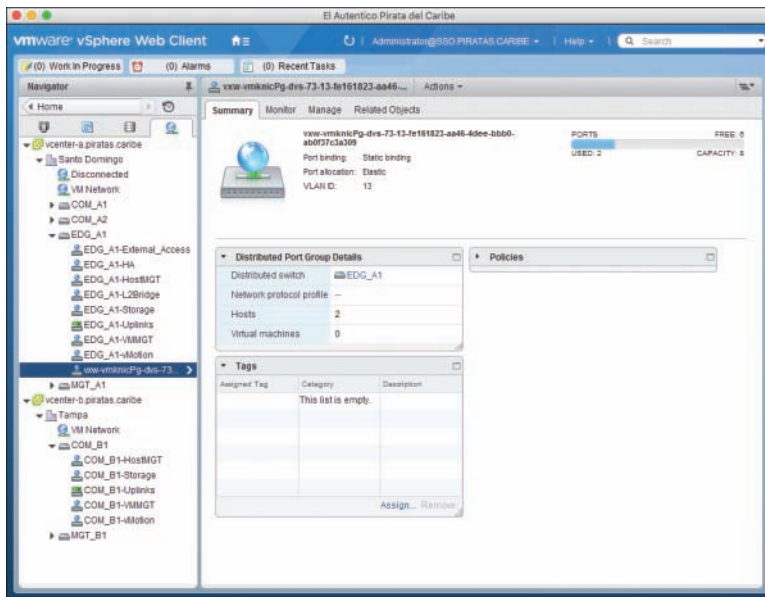 El Autentico Pirata del Caribe
vmware® vSphere Web Client
Administrator@SSO.PIRATAS.CARIBE
Help
Search
(0) Work In Progress
(0) Alarms
(0) Recent Tasks
Navigator
Home
vcenter-a.piratas.caribe
Santo Domingo
Disconnected
VM Network
COM_A1
COM_A2
EDG_A1
EDG_A1-External_Access
EDG_A1-HA
EDG_A1-HostMGT
EDG_A1-L2Bridge
EDG_A1-Storage
EDG_A1-Uplinks
EDG_A1-VMMGT
EDG_A1-vMotion
vxw-vmknicPg-dvs-73...
MGT_A1
vcenter-b.piratas.caribe
Tampa
VM Network
COM_B1
COM_B1-HostMGT
COM_B1-Storage
COM_B1-Uplinks
COM_B1-VMMGT
COM_B1-vMotion
MGT_B1
vxw-vmknicPg-dvs-73-13-fe161823-aa46-... Actions
Summary Monitor Manage Related Objects
vxw-vmknicPg-dvs-73-13-fe161823-aa46-4dee-bbb0-
ab0f37c3a309
Port binding: Static binding
Port allocation: Elastic
VLAN ID: 13
PORTS FREE: 6
USED: 2 CAPACITY: 8
Distributed Port Group Details
Distributed switch EDG_A1
Network protocol profile --
Hosts 2
Virtual machines 0
Policies
Tags
Assigned Tag Category Description
This list is empty.
Assign... Remove